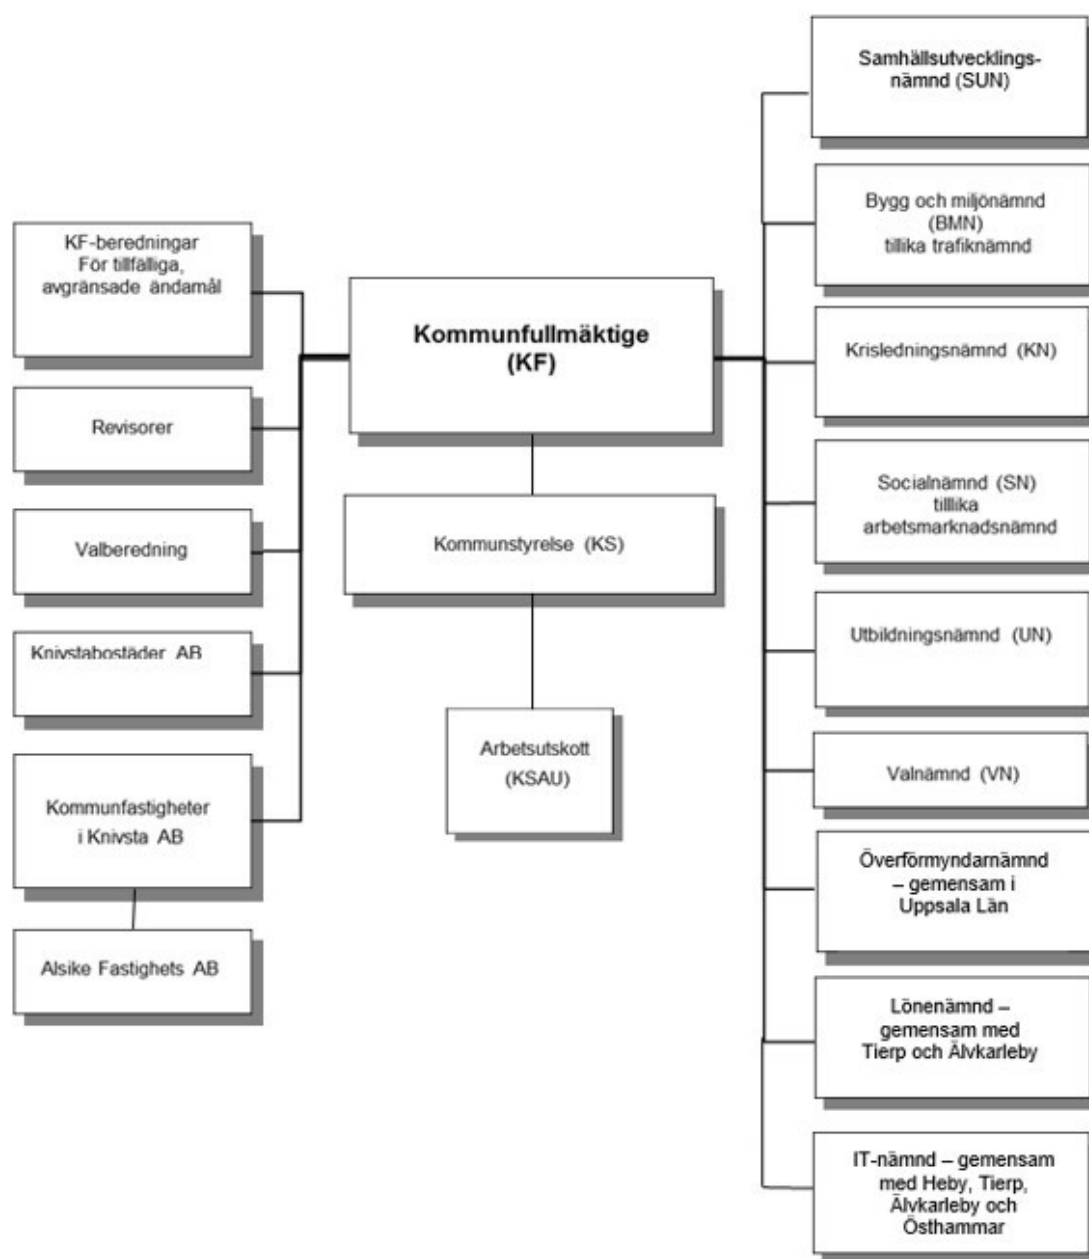 KF-beredningar
För tillfälliga,
avgränsade ändamål
Revisorer
Valberedning
Knivstabostäder AB
Kommunfastigheter
i Knivsta AB
Alsike Fastighets AB
Kommunfullmäktige
(KF)
Kommunstyrelse (KS)
Arbetsutskott
(KSAU)
Samhällsutvecklings-
nämnd (SUN)
Bygg och miljönämnd
(BMN)
tillika trafiknämnd
Krisledningsnämnd (KN)
Socialnämnd (SN)
tilllika
arbetsmarknadsnämnd
Utbildningsnämnd (UN)
Valnämnd (VN)
Överförmyndarnämnd
– gemensam i
Uppsala Län
Lönenämnd –
gemensam med
Tierp och Älvkarleby
IT-nämnd – gemensam
med Heby, Tierp,
Älvkarleby och
Östhammar